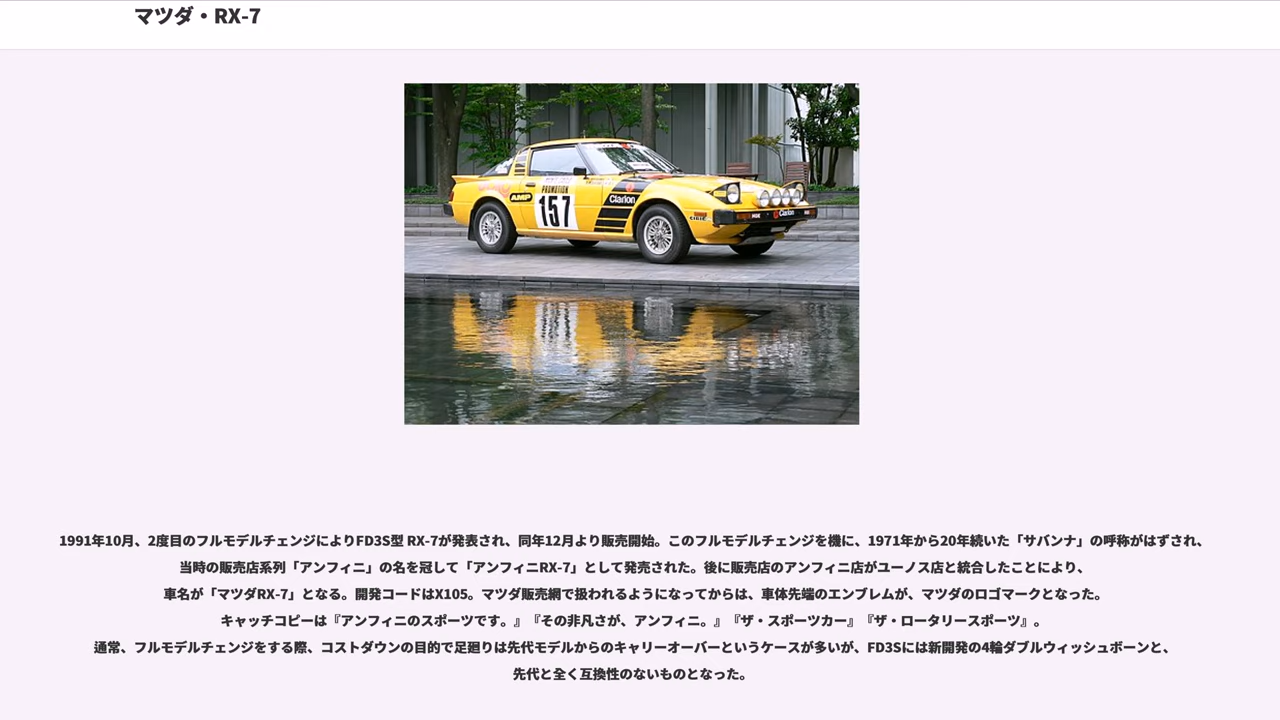 マツダ・RX-7
AMP
PROMOTION
157
Clarion
Clarion
1991年10月、2度目のフルモデルチェンジによりFD3S型 RX-7が発表され、同年12月より販売開始。このフルモデルチェンジを機に、1971年から20年続いた「サバンナ」の呼称がはずされ、
当時の販売店系列「アンフィニ」の名を冠して「アンフィニRX-7」として発売された。後に販売店のアンフィニ店がユーノス店と統合したことにより、
車名が「マツダRX-7」となる。開発コードはX105。マツダ販売網で扱われるようになってからは、車体先端のエンブレムが、マツダのロゴマークとなった。
キャッチコピーは『アンフィニのスポーツです。』『その非凡さが、アンフィニ。』『ザ・スポーツカー』『ザ・ロータリースポーツ』。
通常、フルモデルチェンジをする際、コストダウンの目的で足廻りは先代モデルからのキャリーオーバーというケースが多いが、FD3Sには新開発の4輪ダブルウィッシュボーンと、
先代と全く互換性のないものとなった。